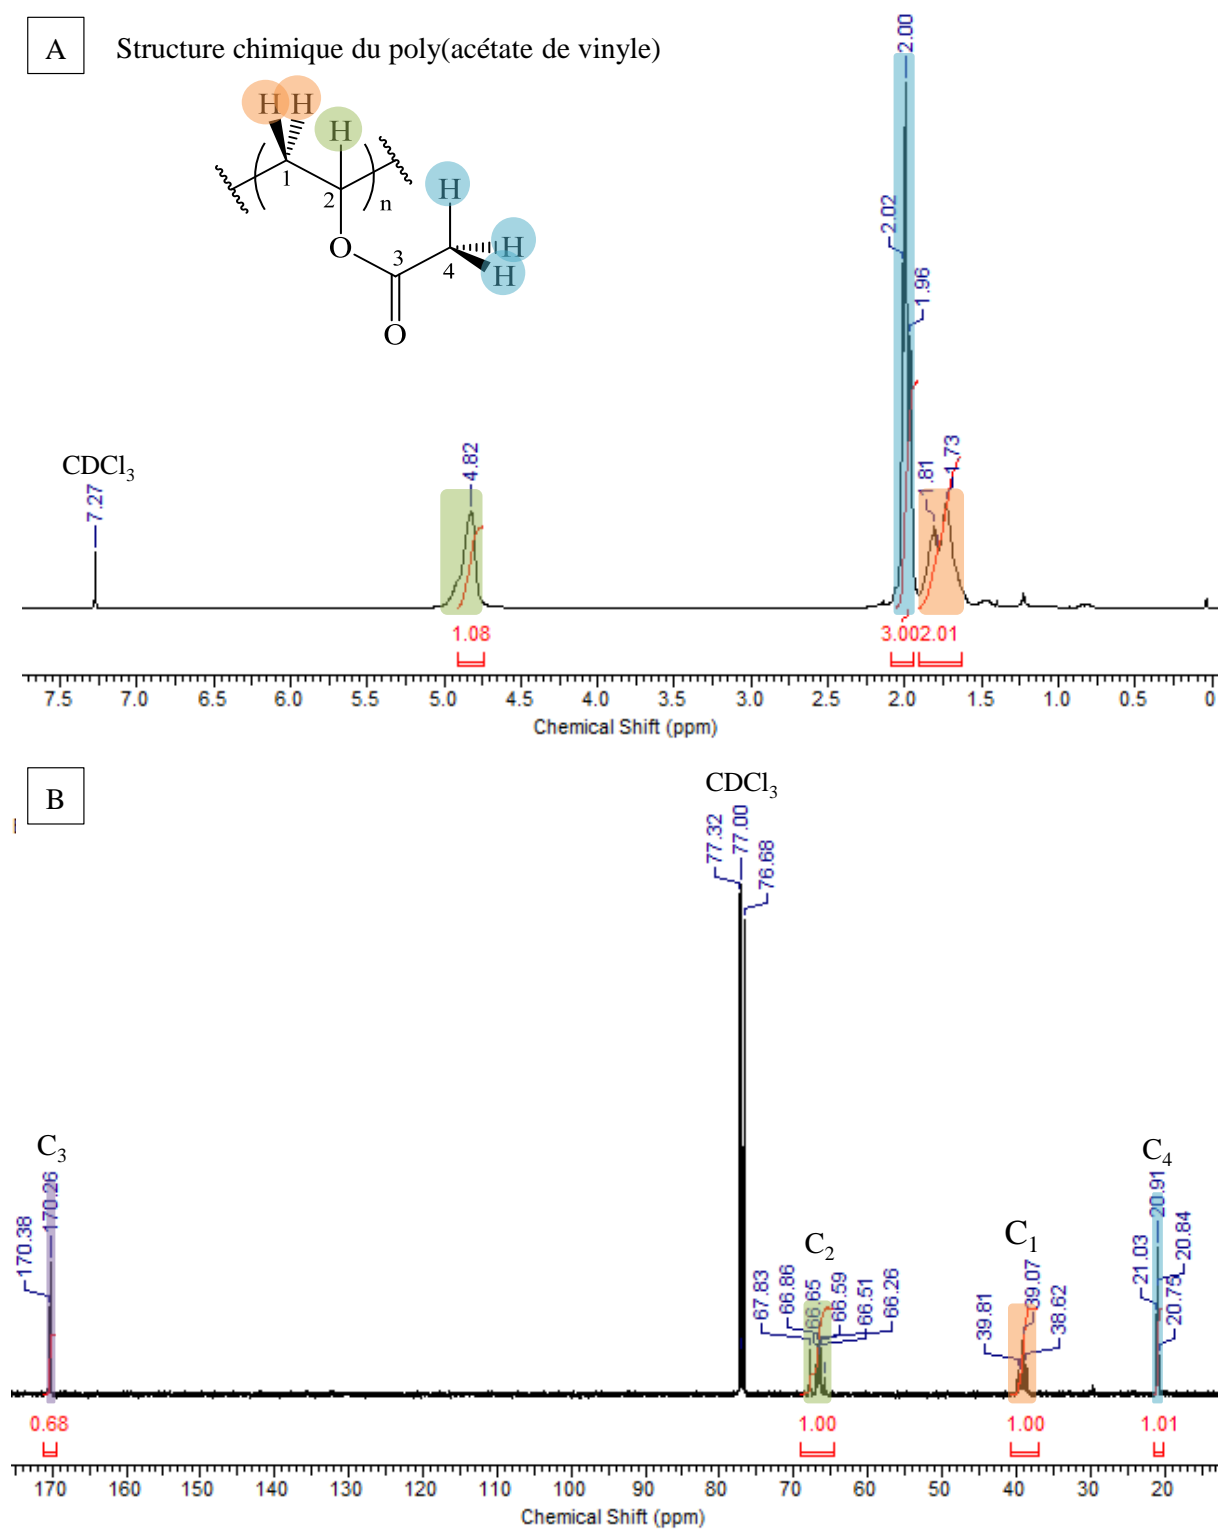 A
Structure chimique du poly(acétate de vinyle)
H H
H
1
2
n
H
H
H
O
3
4
O
CDCl3
7.27
4.82
2.02
2.00
1.96
1.81
1.73
1.08
3.00 2.01
7.5 7.0 6.5 6.0 5.5 5.0 4.5 4.0 3.5 3.0 2.5 2.0 1.5 1.0 0.5 0
Chemical Shift (ppm)
B
CDCl3
77.32
77.00
76.68
C3
170.38
170.26
C2
67.83
66.86
66.65
66.59
66.51
66.26
C1
39.81
39.07
38.62
C4
21.03
20.91
20.84
20.75
0.68
1.00
1.00
1.01
170 160 150 140 130 120 110 100 90 80 70 60 50 40 30 20
Chemical Shift (ppm)